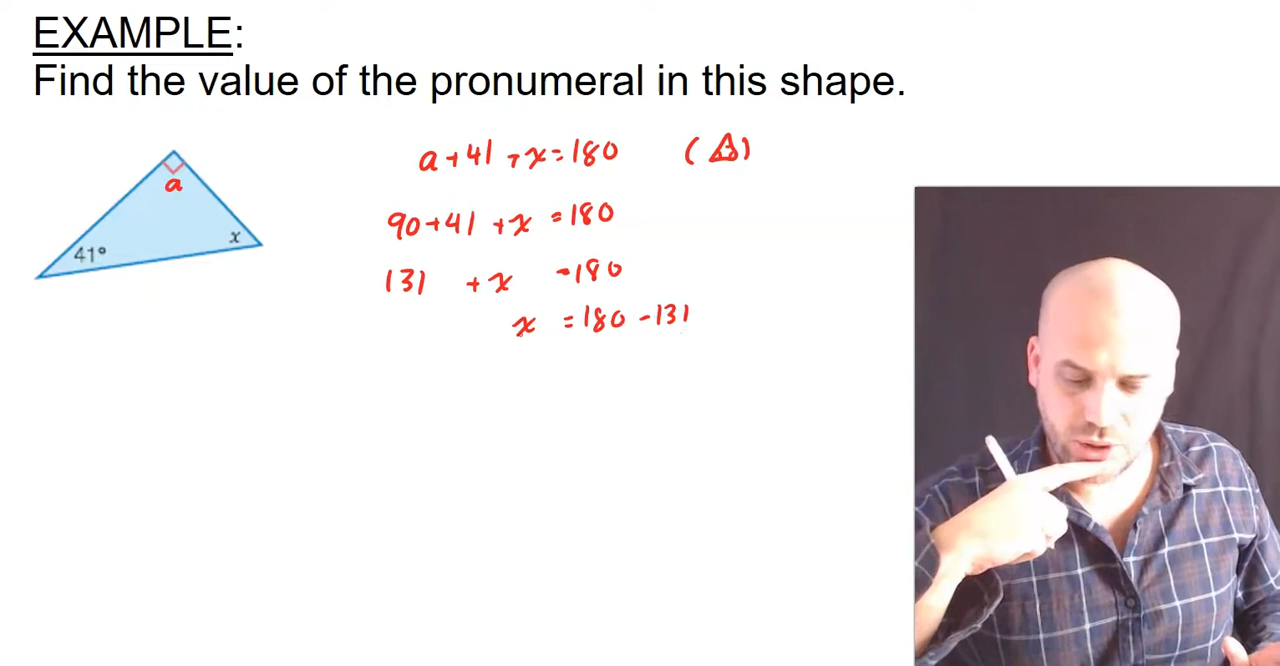 EXAMPLE:
Find the value of the pronumeral in this shape.
a + 41 + x = 180 (△)
a
90 + 41 + x = 180
x
41°
131 + x = 180
x = 180 - 131